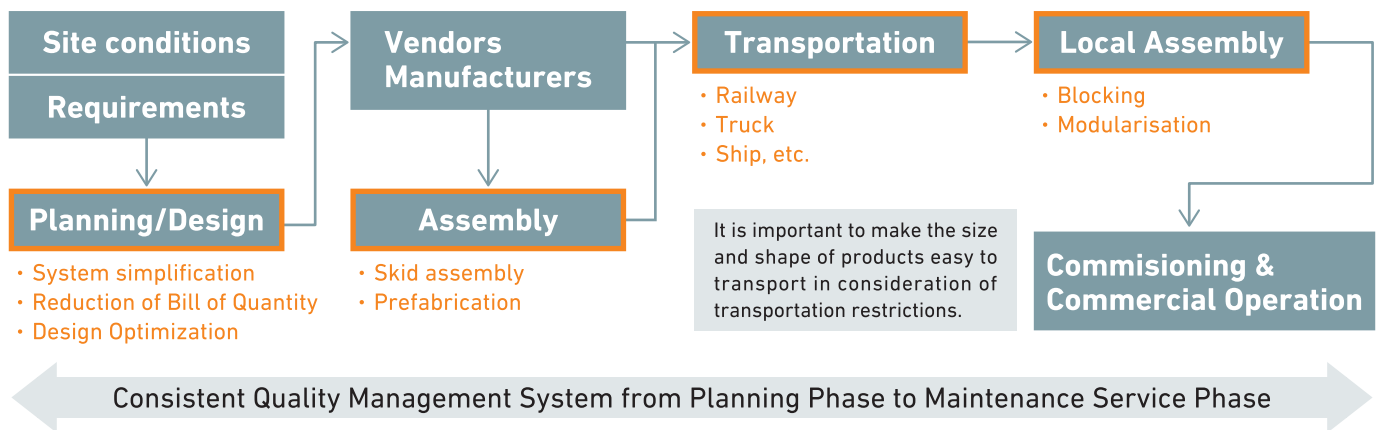 Site conditions
Requirements
Planning/Design
・System simplification
・Reduction of Bill of Quantity
・Design Optimization
Vendors
Manufacturers
Assembly
・Skid assembly
・Prefabrication
Transportation
・Railway
・Truck
・Ship, etc.
It is important to make the size
and shape of products easy to
transport in consideration of
transportation restrictions.
Local Assembly
・Blocking
・Modularisation
Commisioning &
Commercial Operation
Consistent Quality Management System from Planning Phase to Maintenance Service Phase